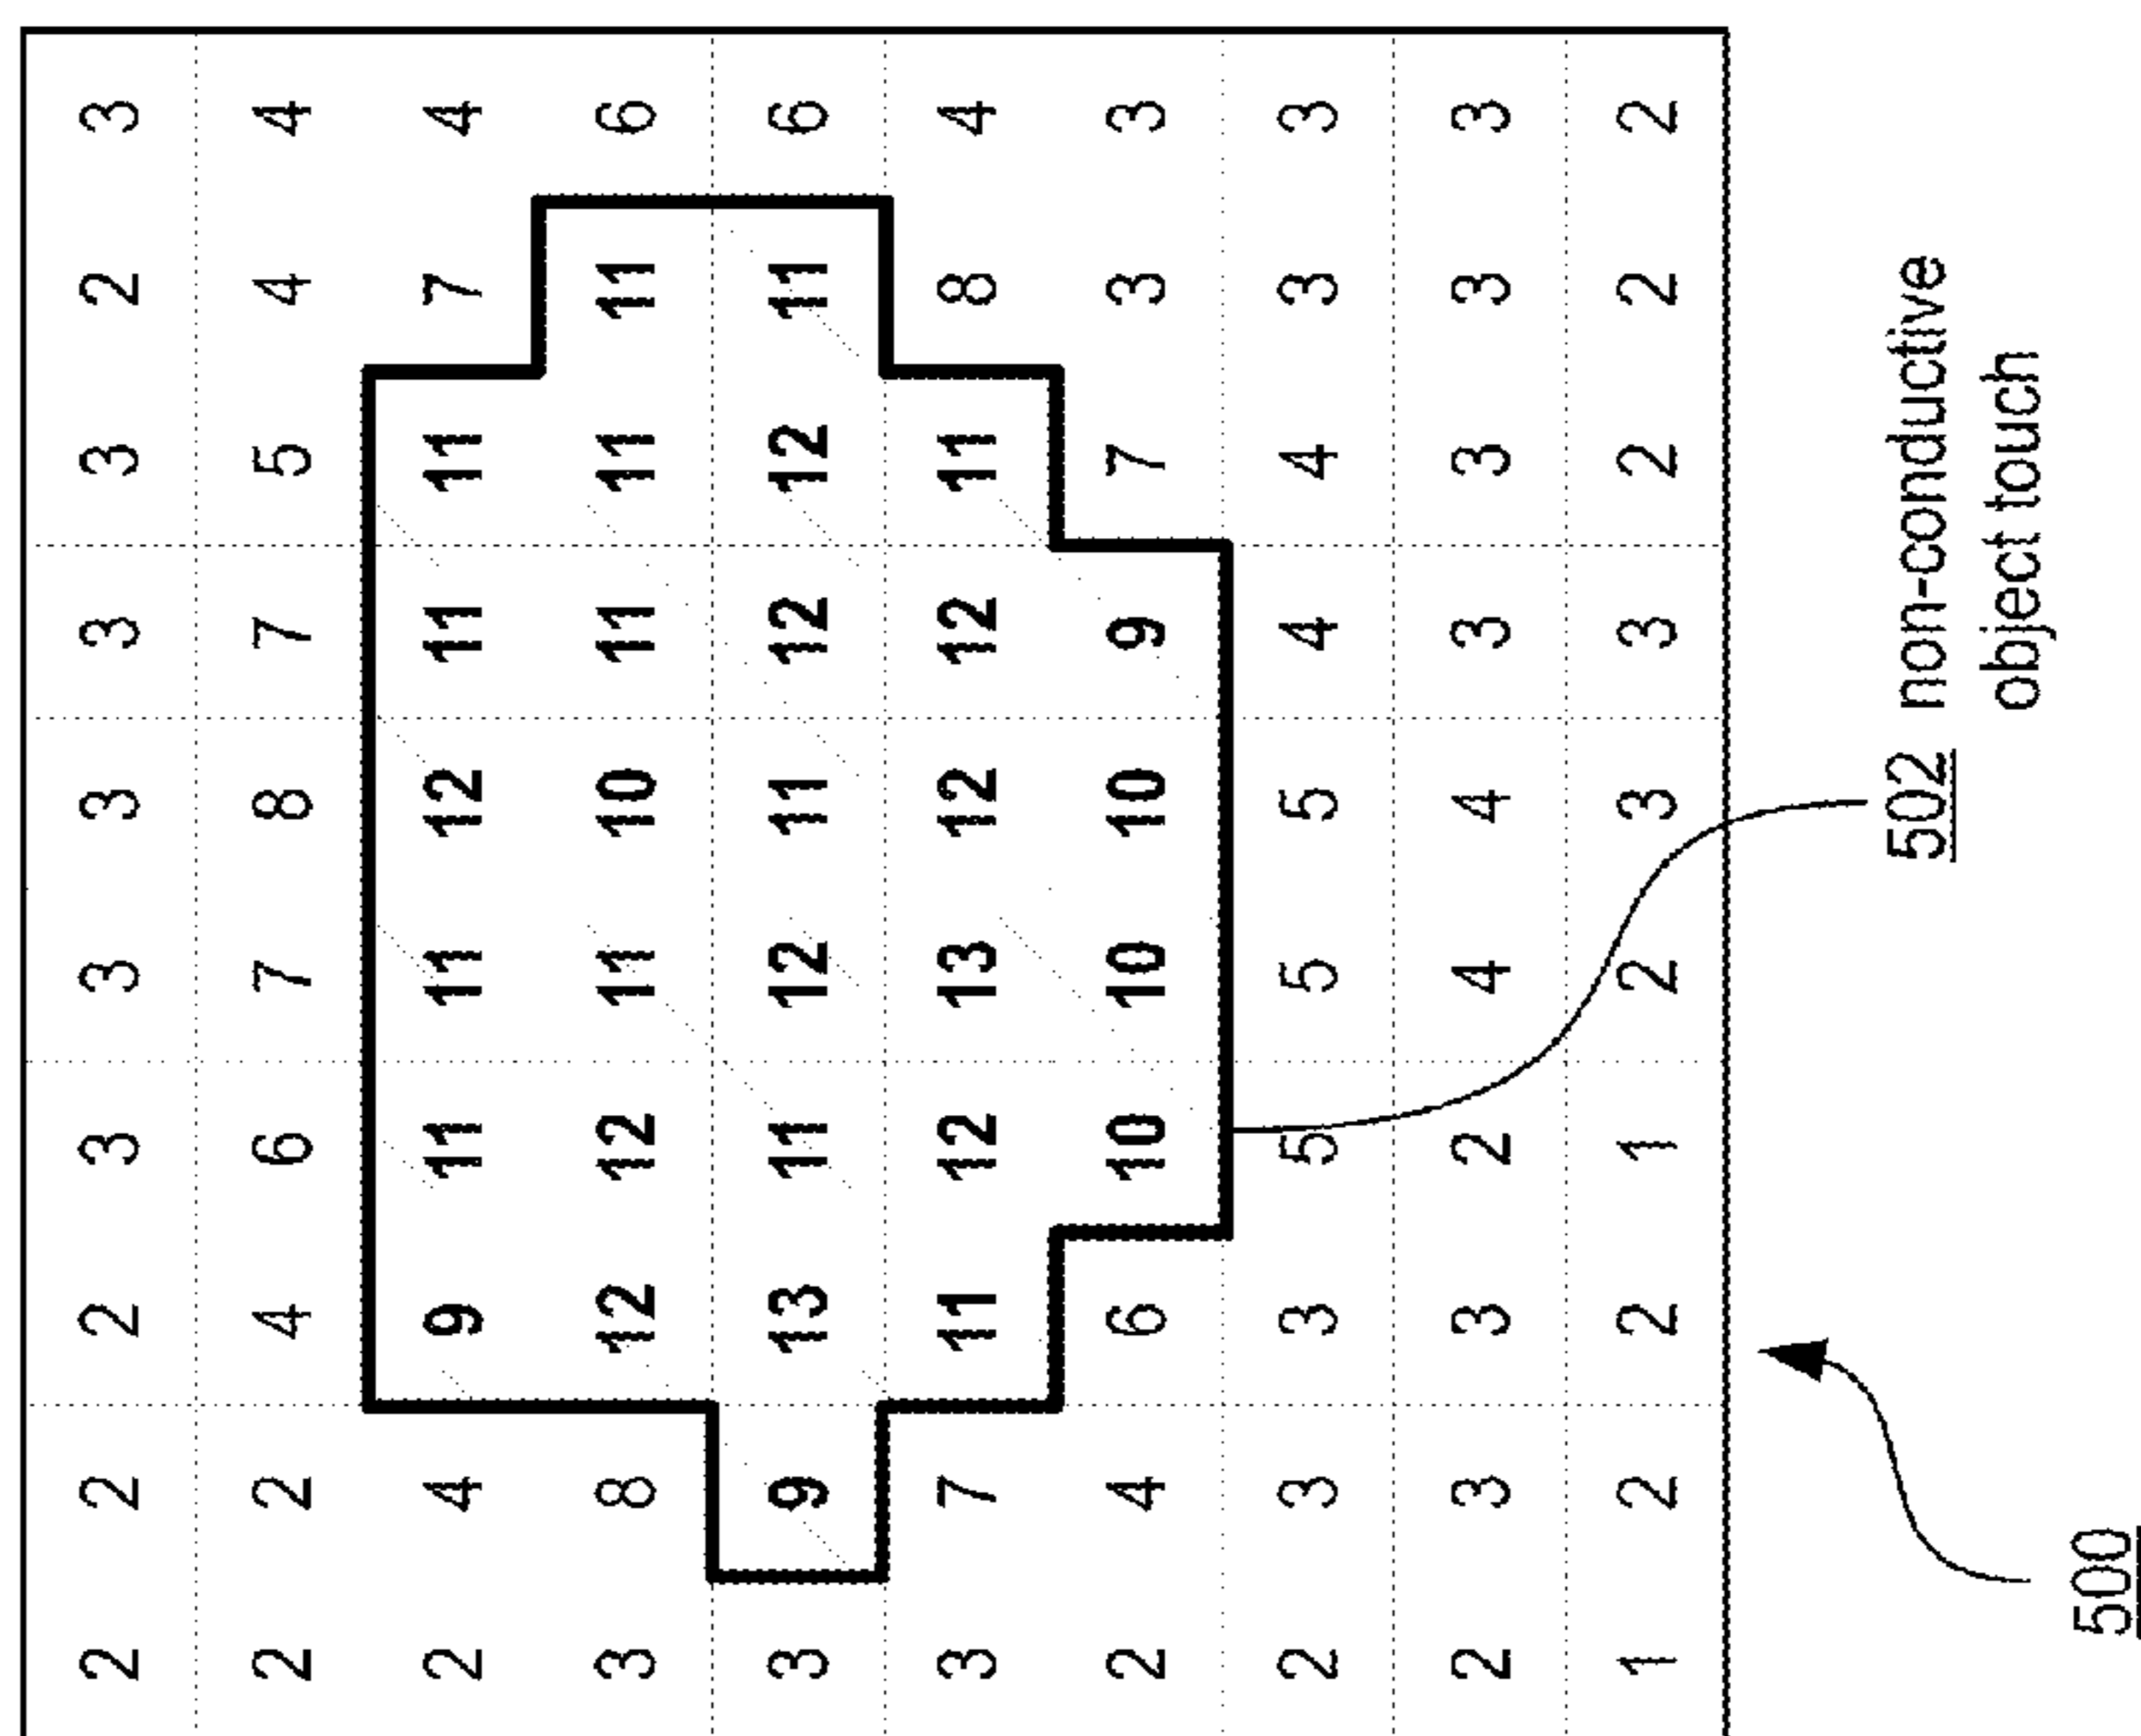 2 2 2 3 3 3 3 3 2 3
2 2 4 6 7 8 7 5 4 4
2 4 9 11 11 12 11 11 7 4
3 8 12 12 11 10 11 11 11 6
3 9 13 11 12 11 12 12 11 6
3 7 11 12 13 12 12 11 8 4
2 4 6 10 10 10 9 7 3 3
2 3 3 5 5 5 4 4 3 3
2 3 3 2 4 4 3 3 3 3
1 2 2 1 2 3 3 2 2 2
502 non-conductive
object touch
500